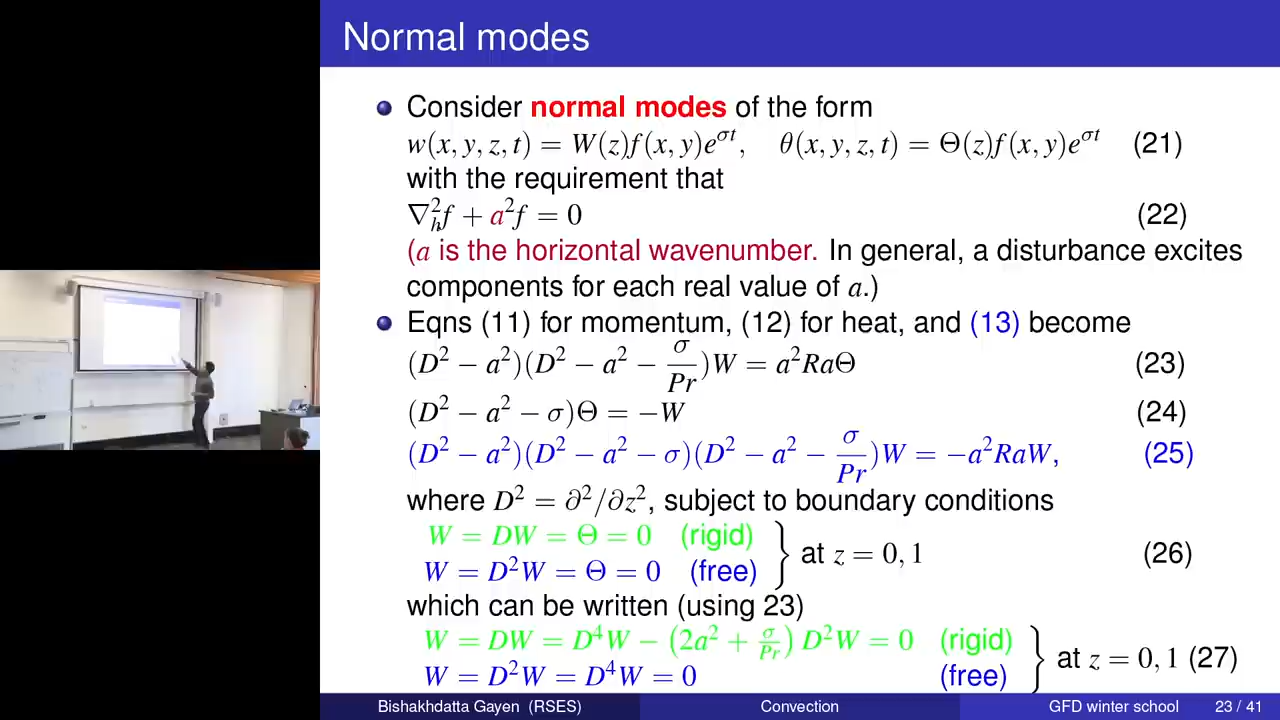 Normal modes
Consider normal modes of the form
w(x, y, z, t) = W(z)f(x, y)e^{σt},   θ(x, y, z, t) = Θ(z)f(x, y)e^{σt}   (21)
with the requirement that
∇²ₕf + a²f = 0   (22)
(a is the horizontal wavenumber. In general, a disturbance excites
components for each real value of a.)
Eqns (11) for momentum, (12) for heat, and (13) become
(D² − a²)(D² − a² − σ/Pr)W = a²RaΘ   (23)
(D² − a² − σ)Θ = −W   (24)
(D² − a²)(D² − a² − σ)(D² − a² − σ/Pr)W = −a²RaW,   (25)
where D² = ∂²/∂z², subject to boundary conditions
W = DW = Θ = 0   (rigid)
W = D²W = Θ = 0   (free)
} at z = 0, 1   (26)
which can be written (using 23)
W = DW = D⁴W − (2a² + σ/Pr) D²W = 0   (rigid)
W = D²W = D⁴W = 0   (free)
} at z = 0, 1 (27)
Bishakhdatta Gayen (RSES)   Convection   GFD winter school   23 / 41